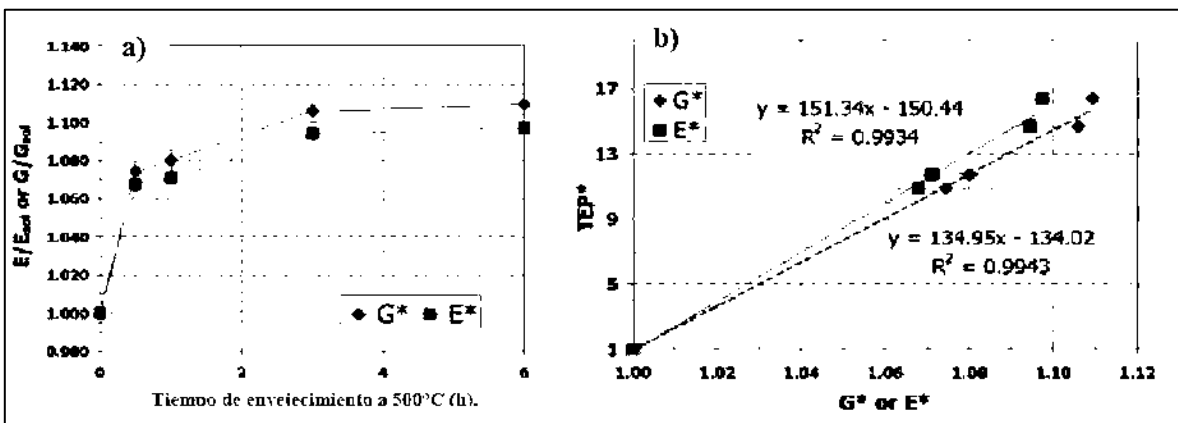 a)
1.140
1.120
1.100
1.080
1.060
1.040
1.020
1.000
0.980
E/Esol or G/Gsol
0 2 4 6
G* E*
Tiempo de envetecimiento a 500°C (h).
b)
17
13
9
5
1
TEP*
G*
E*
y = 151.34x - 150.44
R² = 0.9934
y = 134.95x - 134.02
R² = 0.9943
1.00 1.02 1.04 1.06 1.08 1.10 1.12
G* or E*